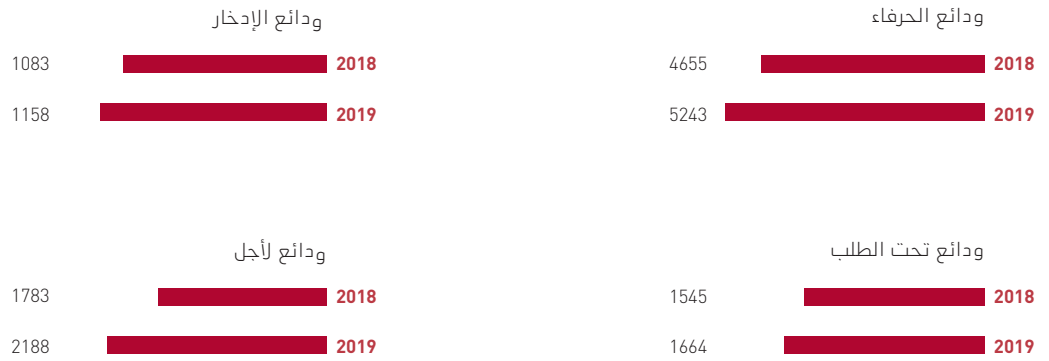 ودائع الحرفاء
2018 4655
2019 5243
ودائع الإدخار
2018 1083
2019 1158
ودائع تحت الطلب
2018 1545
2019 1664
ودائع لأجل
2018 1783
2019 2188